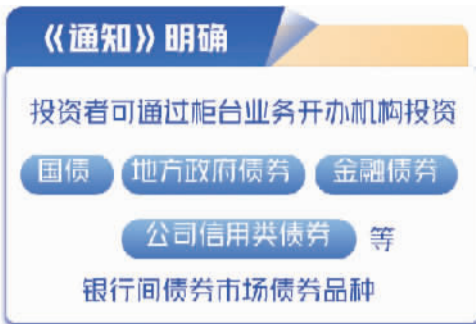 《通知》明确
投资者可通过柜台业务开办机构投资
国债 地方政府债券 金融债券
公司信用类债券 等
银行间债券市场债券品种